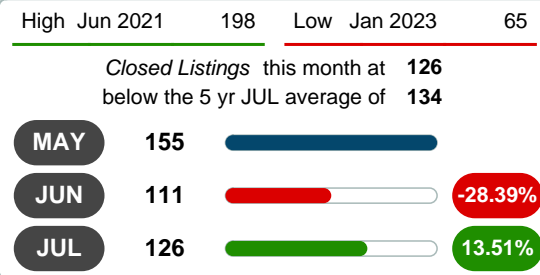 High Jun 2021 198 Low Jan 2023 65
Closed Listings this month at 126
below the 5 yr JUL average of 134
MAY 155
JUN 111 -28.39%
JUL 126 13.51%